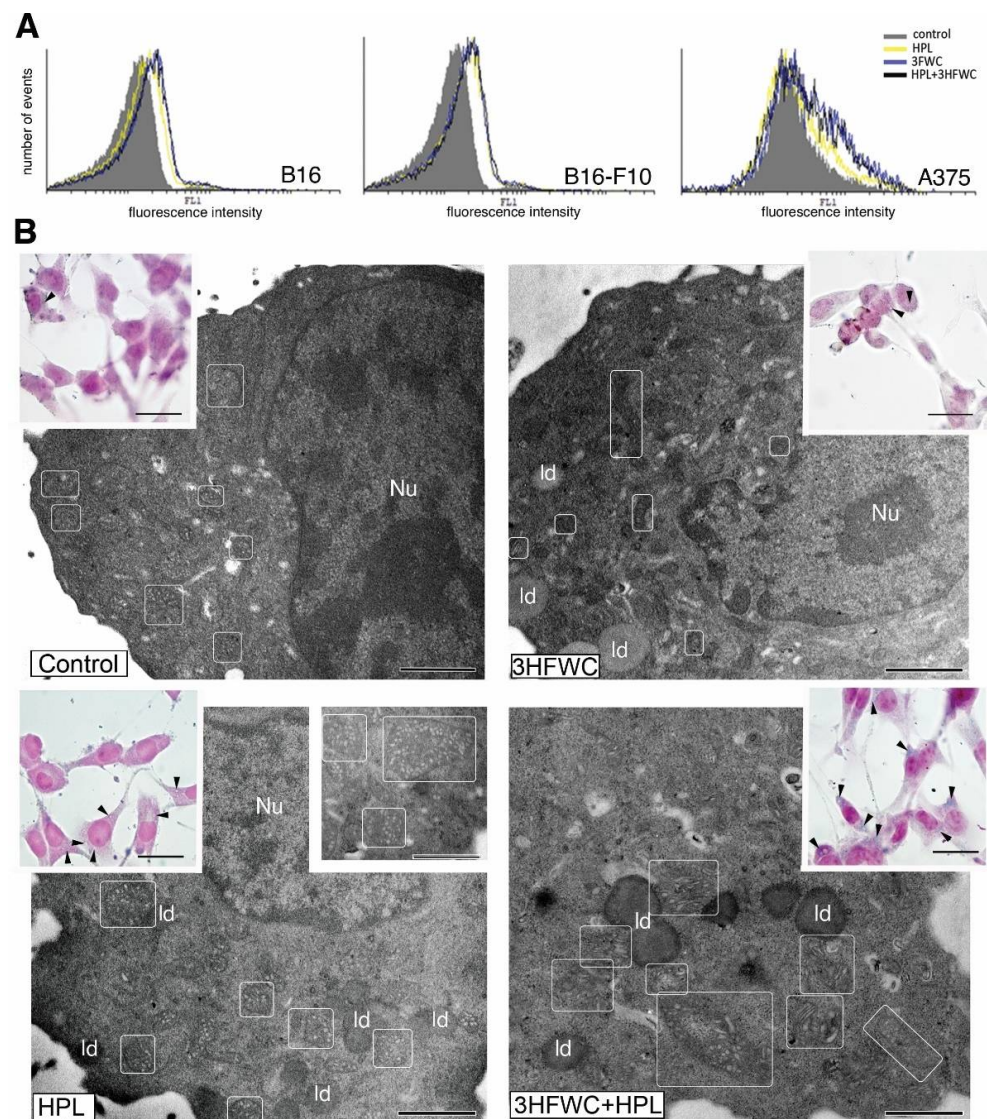 A
control
HPL
3FWC
HPL+3HFWC
number of events
B16
B16-F10
A375
FL1
FL1
FL1
fluorescence intensity
fluorescence intensity
fluorescence intensity
B
Nu
Control
ld
Nu
ld
ld
3HFWC
Nu
ld
ld
ld
ld
ld
HPL
ld
ld
ld
3HFWC+HPL